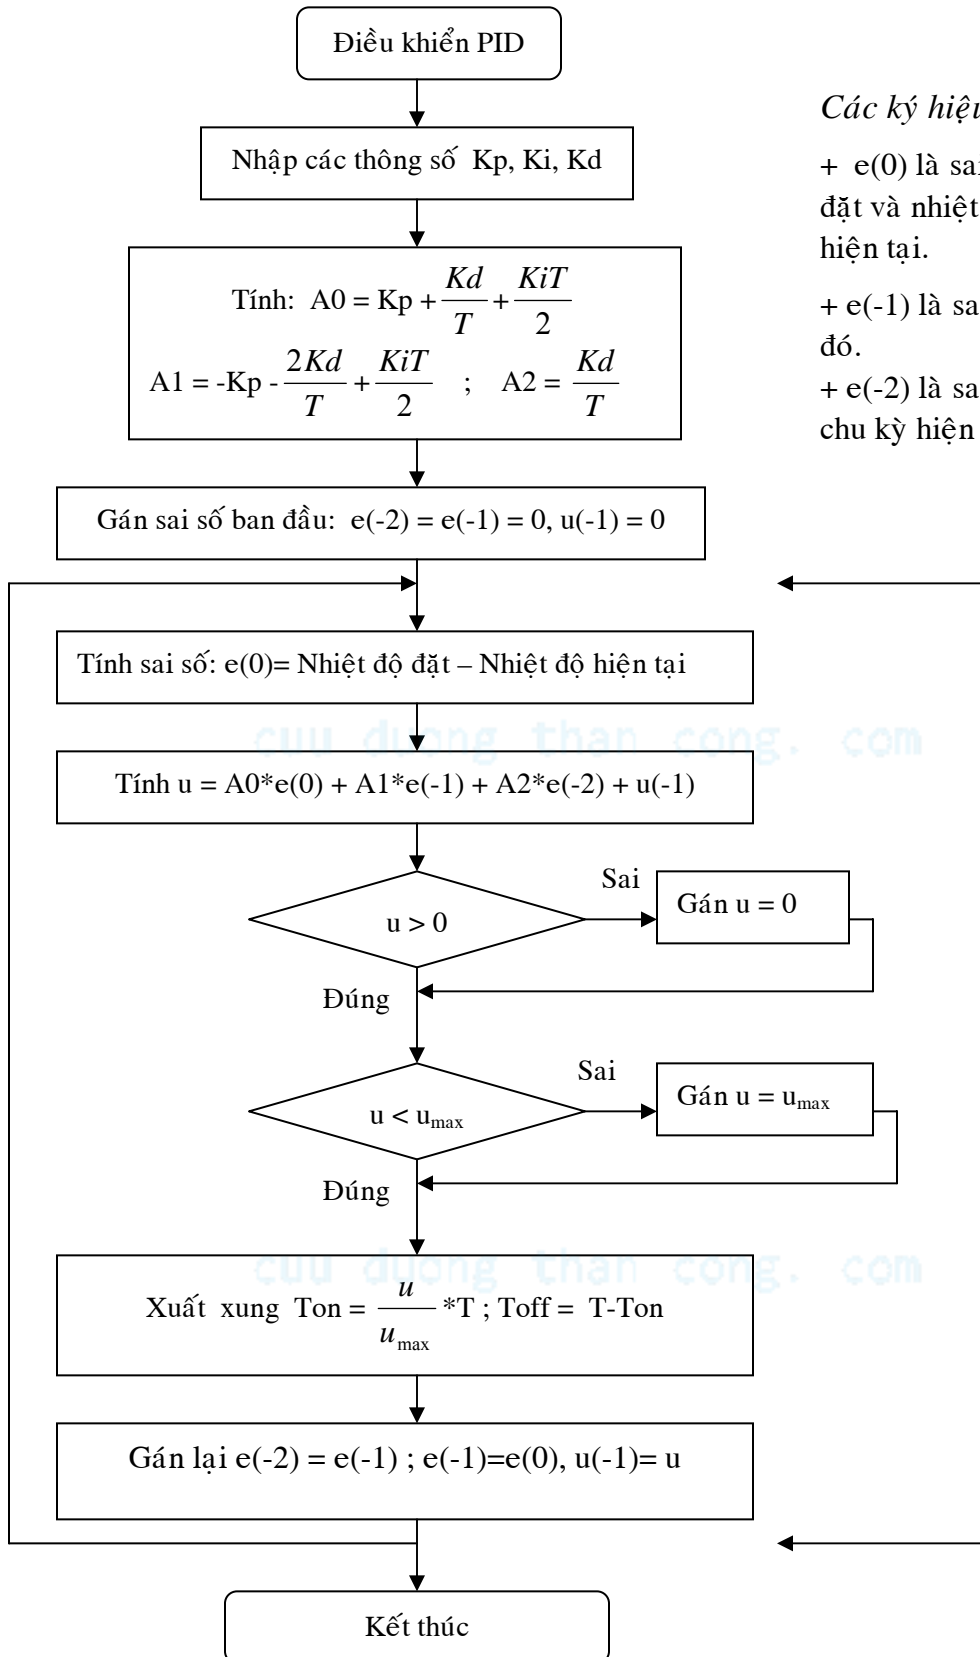 Điều khiển PID
Nhập các thông số Kp, Ki, Kd
Tính: A0 = Kp + Kd/T + KiT/2
A1 = -Kp - 2Kd/T + KiT/2 ; A2 = Kd/T
Gán sai số ban đầu: e(-2) = e(-1) = 0, u(-1) = 0
Tính sai số: e(0)= Nhiệt độ đặt – Nhiệt độ hiện tại
cuu duong than cong. com
Tính u = A0*e(0) + A1*e(-1) + A2*e(-2) + u(-1)
u > 0
Sai
Gán u = 0
Đúng
u < umax
Sai
Gán u = umax
Đúng
cuu duong than cong. com
Xuất xung Ton = u/umax *T ; Toff = T-Ton
Gán lại e(-2) = e(-1) ; e(-1)=e(0), u(-1)= u
Kết thúc
Các ký hiệu
+ e(0) là
đặt và nhiệt
hiện tại.
+ e(-1) là
đó.
+ e(-2) là
chu kỳ hiện